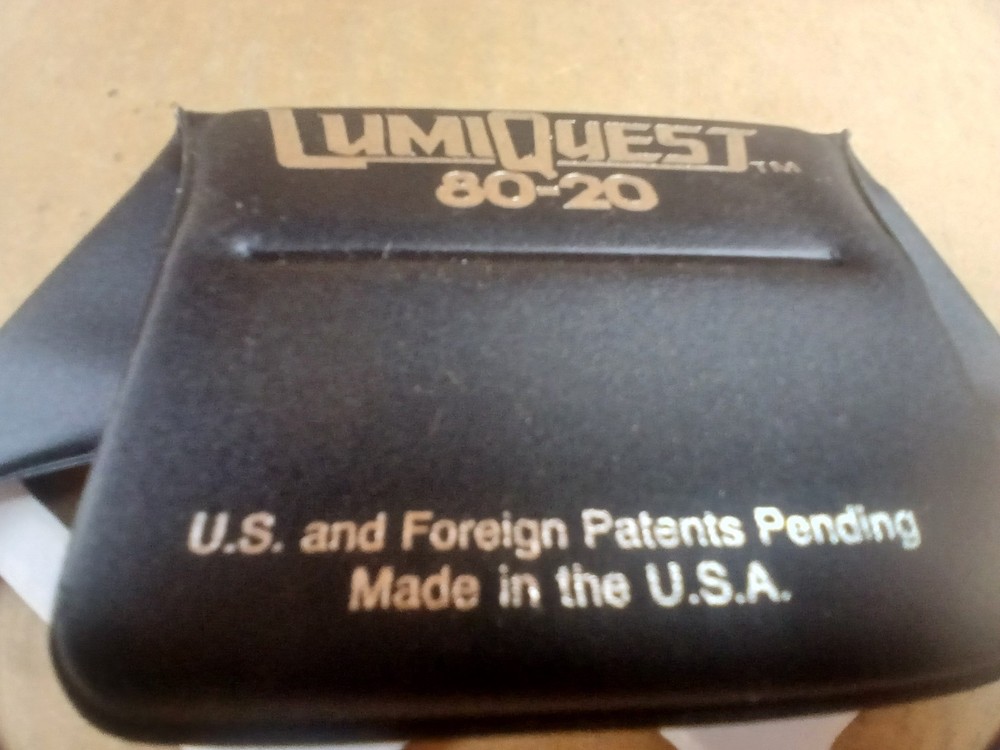 LUMIQUEST™
80-20
U.S. and Foreign Patents Pending
Made in the U.S.A.